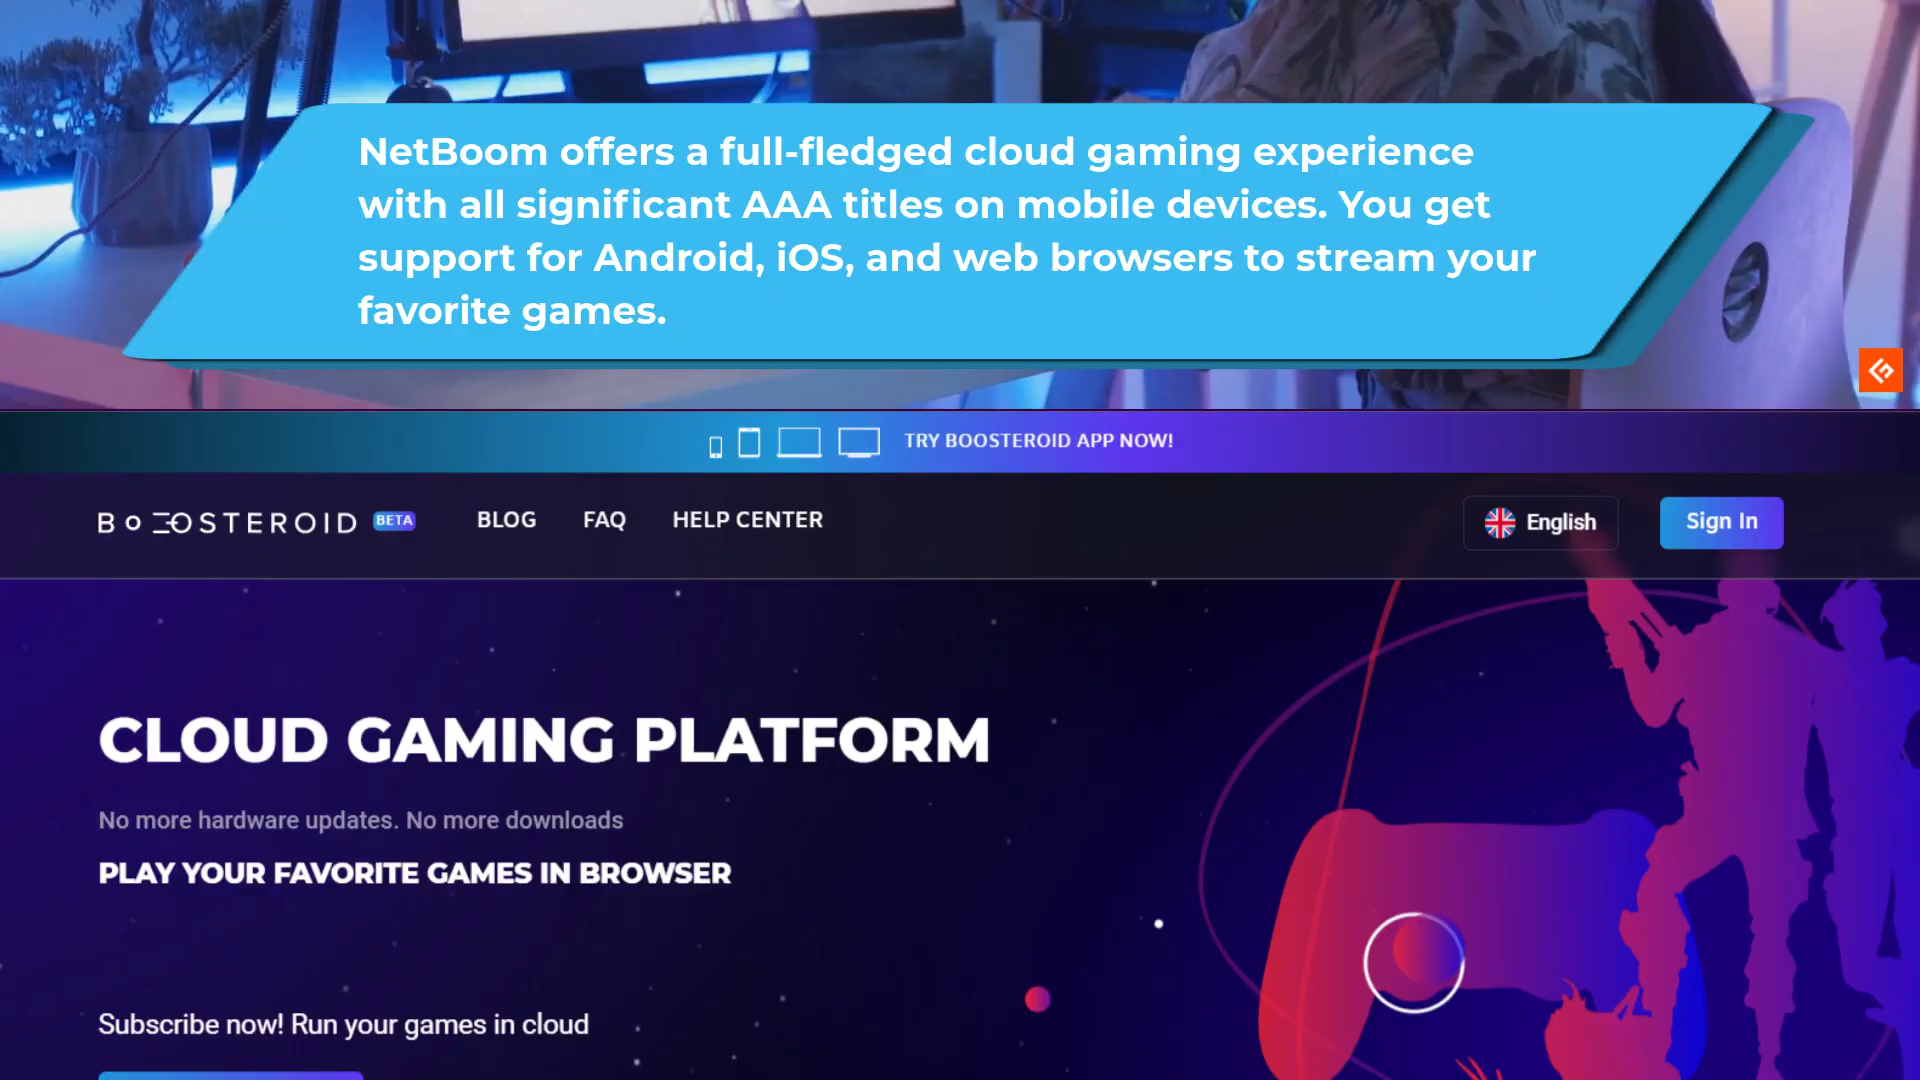 NetBoom offers a full-fledged cloud gaming experience
with all significant AAA titles on mobile devices. You get
support for Android, iOS, and web browsers to stream your
favorite games.
TRY BOOSTEROID APP NOW!
BOOSTEROID BETA BLOG FAQ HELP CENTER English Sign In
CLOUD GAMING PLATFORM
No more hardware updates. No more downloads
PLAY YOUR FAVORITE GAMES IN BROWSER
Subscribe now! Run your games in cloud